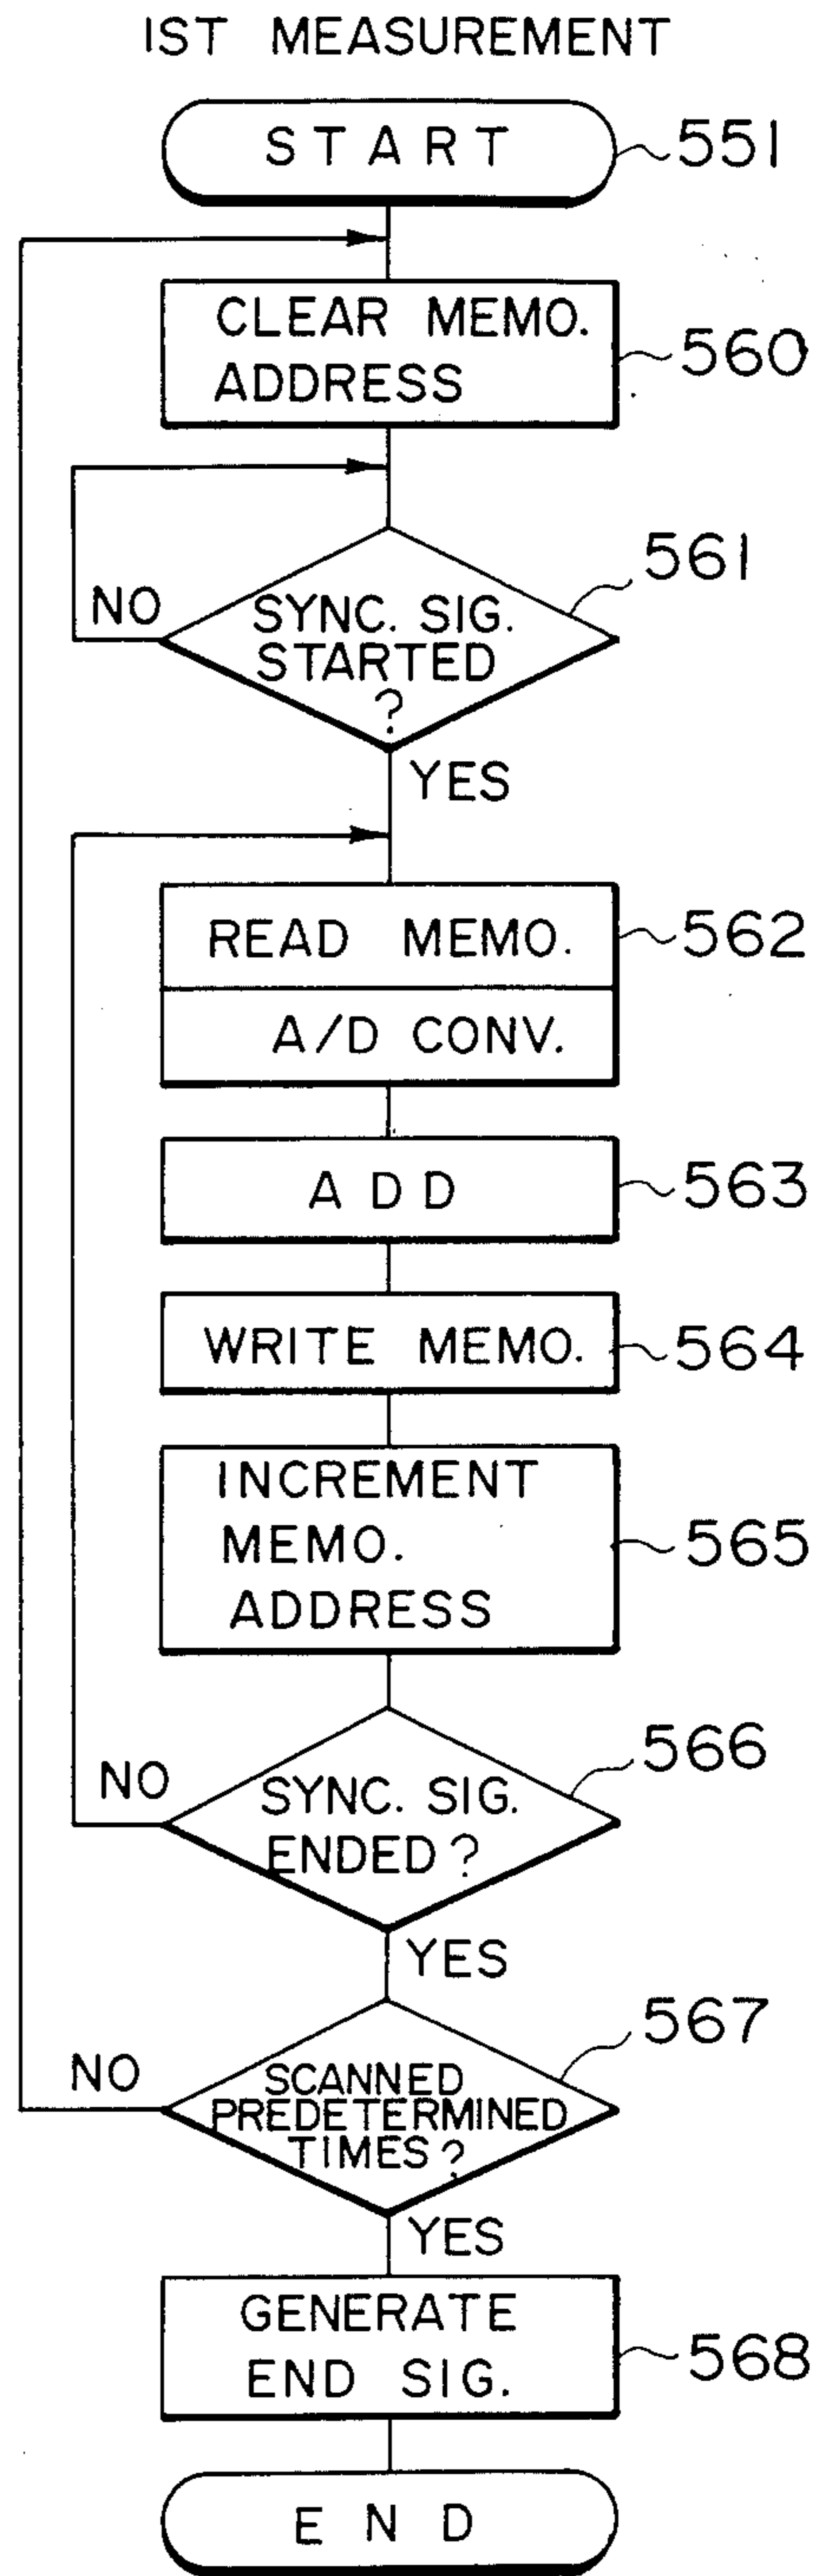 1ST MEASUREMENT
START
551
CLEAR MEMO.
ADDRESS
560
561
NO
SYNC. SIG.
STARTED
?
YES
READ MEMO.
562
A/D CONV.
ADD
563
WRITE MEMO.
564
INCREMENT
MEMO.
ADDRESS
565
566
NO
SYNC. SIG.
ENDED?
YES
567
NO
SCANNED
PREDETERMINED
TIMES?
YES
GENERATE
END SIG.
568
END